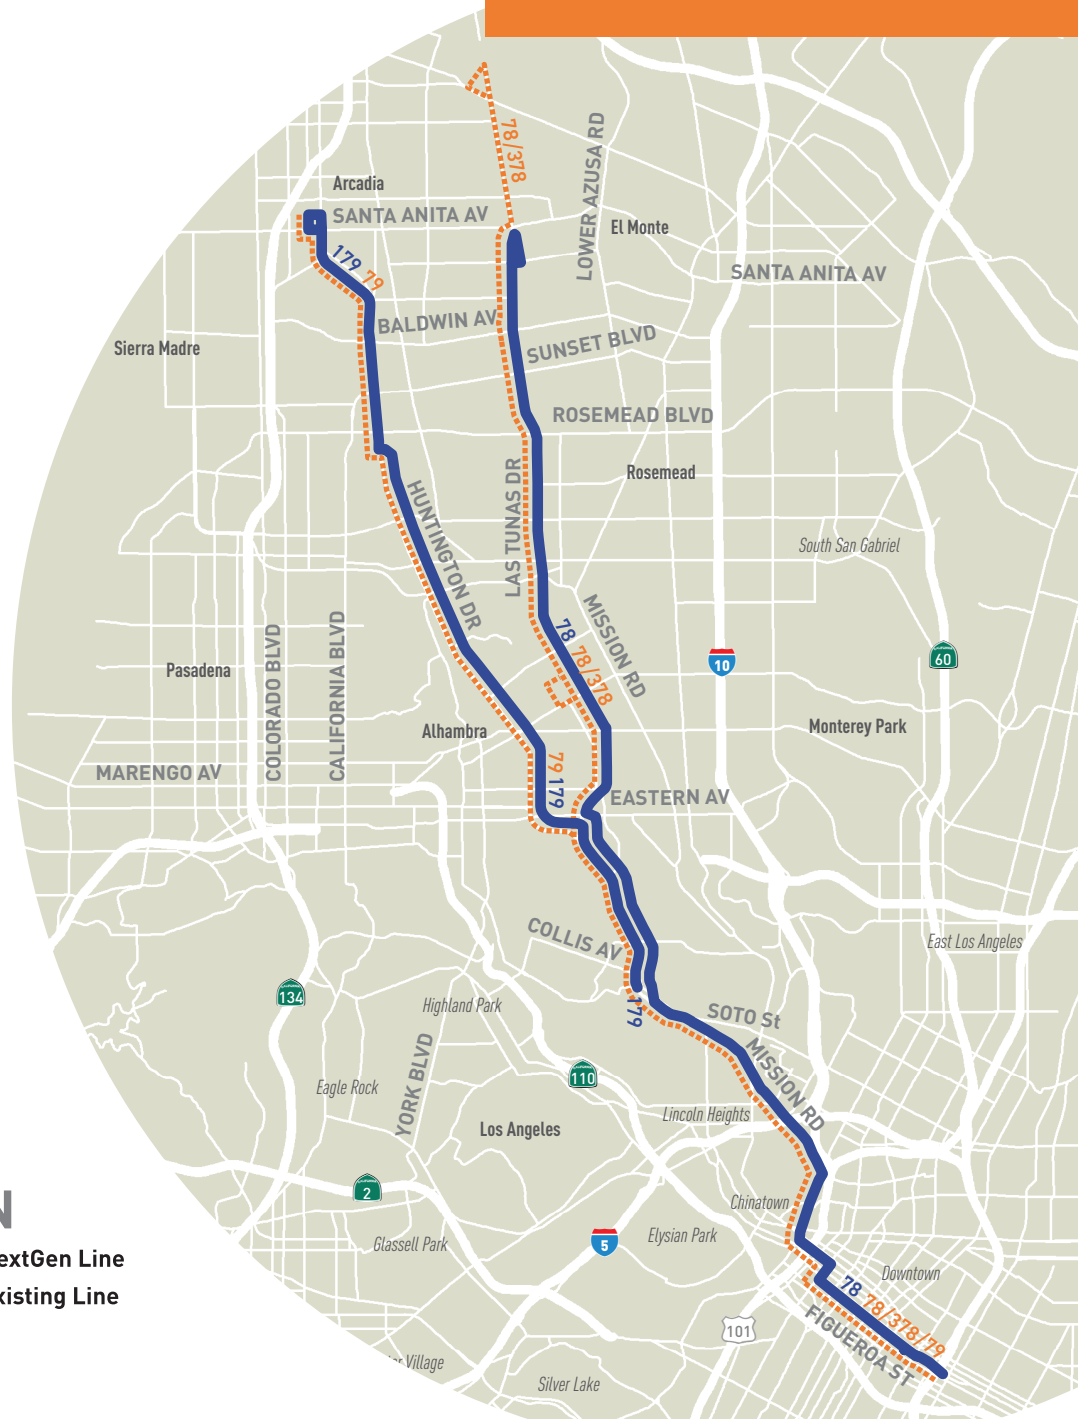 78/378
LOWER AZUSA RD
Arcadia
SANTA ANITA AV
El Monte
179 79
SANTA ANITA AV
BALDWIN AV
SUNSET BLVD
Sierra Madre
ROSEMEAD BLVD
Rosemead
HUNTINGTON DR
LAS TUNAS DR
South San Gabriel
MISSION RD
78 78/378
COLORADO BLVD
CALIFORNIA BLVD
Pasadena
10
60
Alhambra
Monterey Park
MARENGO AV
79 179
EASTERN AV
COLLIS AV
East Los Angeles
134
Highland Park
179
SOTO St
YORK BLVD
Eagle Rock
110
MISSION RD
Lincoln Heights
Los Angeles
2
Chinatown
Elysian Park
Glassell Park
5
Downtown
78 78/378/79
FIGUEROA ST
101
Village
Silver Lake
N
extGen Line
xisting Line